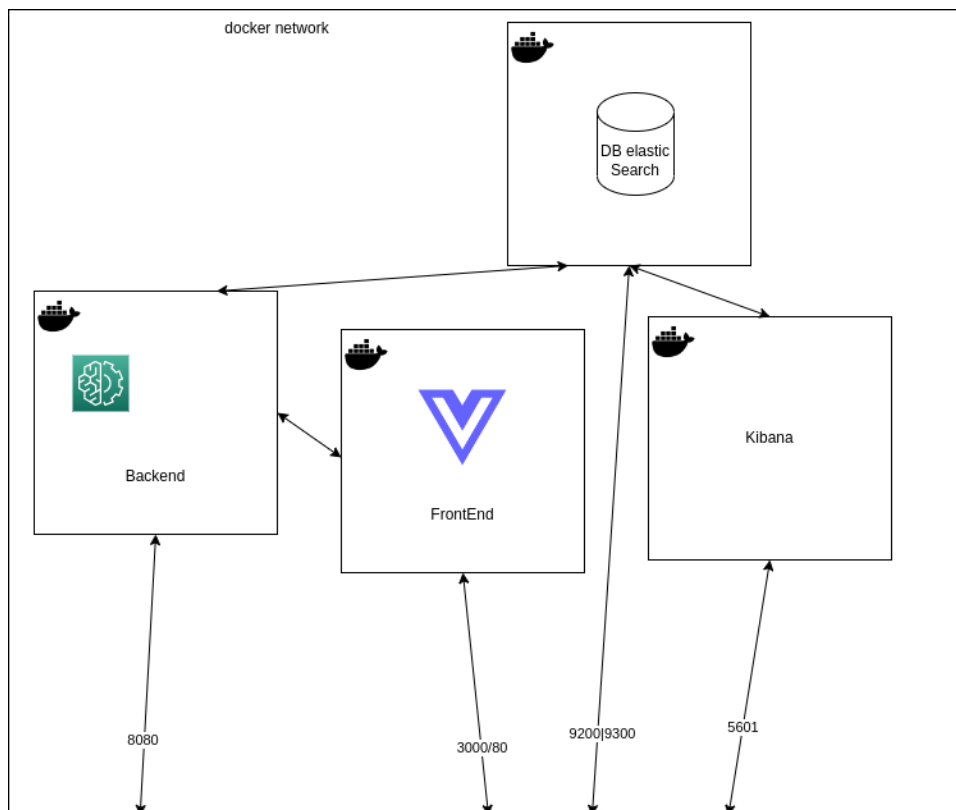 docker network
DB elastic
Search
Backend
FrontEnd
Kibana
8080
3000/80
9200|9300
5601